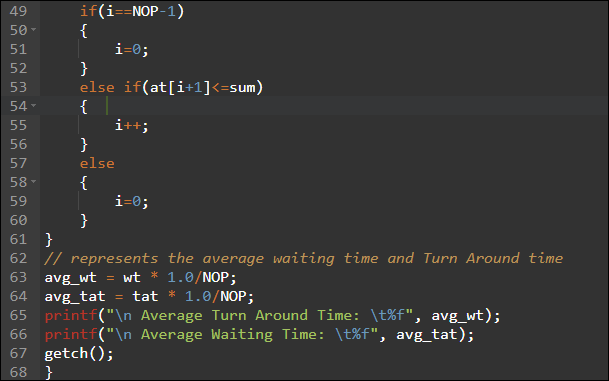 49 if(i==NOP-1)
50 {
51 i=0;
52 }
53 else if(at[i+1]<=sum)
54 {
55 i++;
56 }
57 else
58 {
59 i=0;
60 }
61 }
62 // represents the average waiting time and Turn Around time
63 avg_wt = wt * 1.0/NOP;
64 avg_tat = tat * 1.0/NOP;
65 printf("\n Average Turn Around Time: \t%f", avg_wt);
66 printf("\n Average Waiting Time: \t%f", avg_tat);
67 getch();
68 }